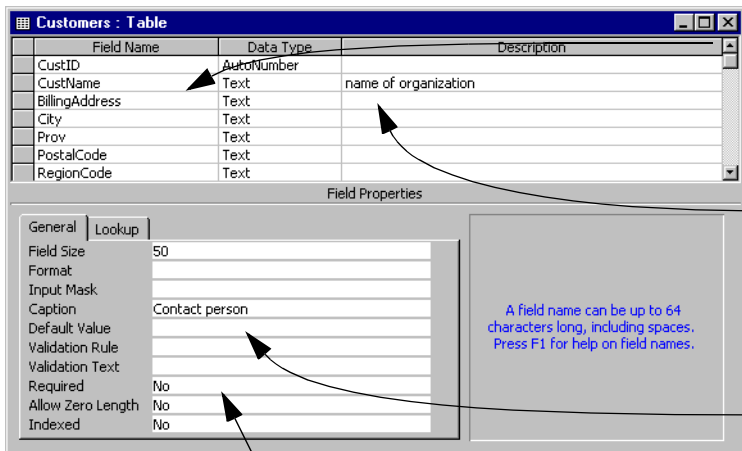 Customers : Table
Field Name Data Type Description
CustID AutoNumber
CustName Text name of organization
BillingAddress Text
City Text
Prov Text
PostalCode Text
RegionCode Text
Field Properties
General Lookup
Field Size 50
Format
Input Mask
Caption Contact person
Default Value
Validation Rule
Validation Text
Required No
Allow Zero Length No
Indexed No
A field name can be up to 64
characters long, including spaces.
Press F1 for help on field names.